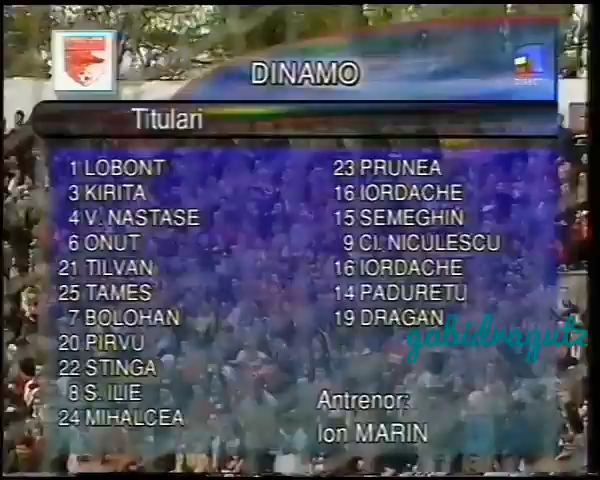 DINAMO
DIRECT
Titulari
1 LOBONT
3 KIRITA
4 V. NASTASE
6 ONUT
21 TILVAN
25 TAMES
7 BOLOHAN
20 PIRVU
22 STINGA
8 S. ILIE
24 MIHALCEA
23 PRUNEA
16 IORDACHE
15 SEMEGHIN
9 Cl. NICULESCU
16 IORDACHE
14 PADURETU
19 DRAGAN
gabidragutz
Antrenor:
Ion MARIN